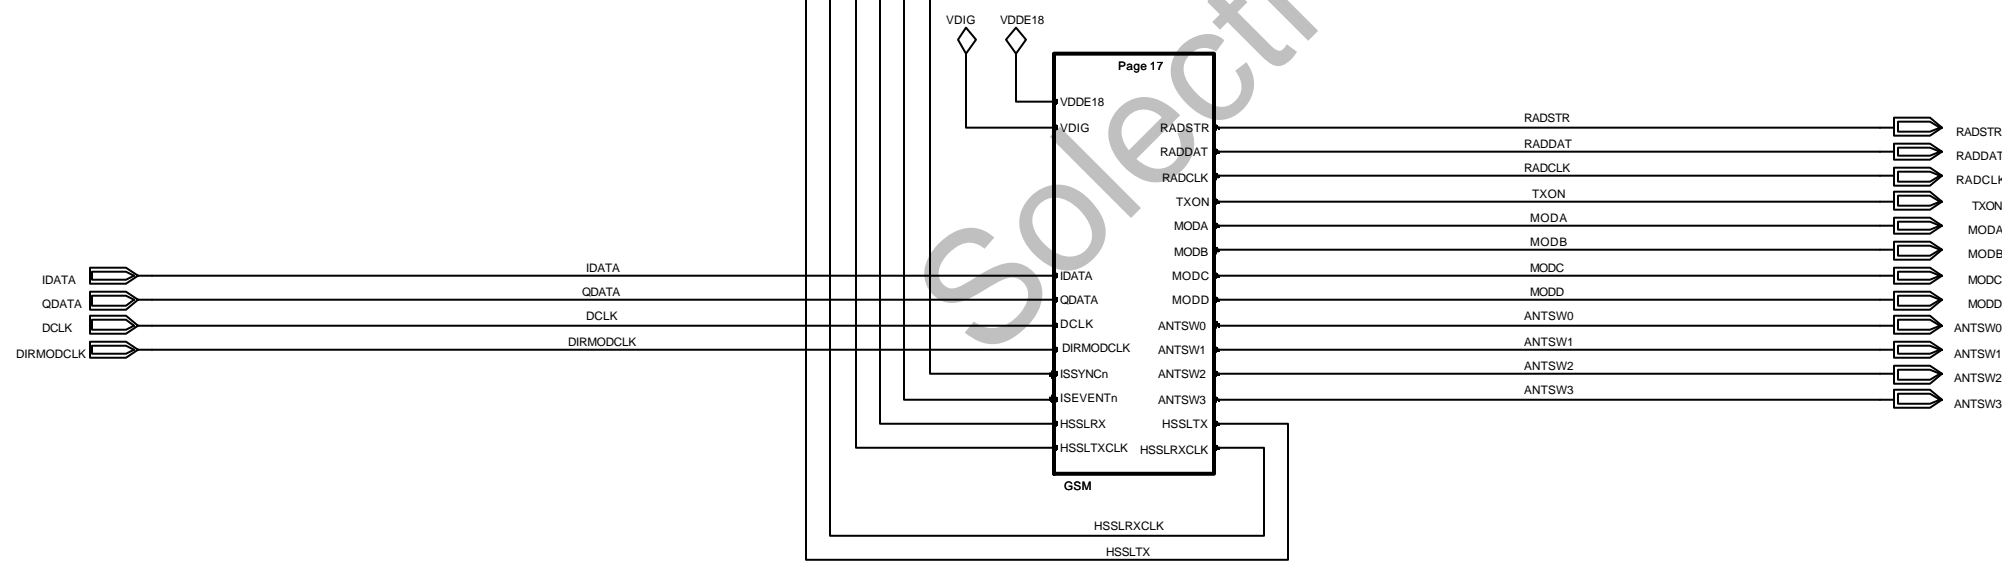 VDIG VDDE18
Page 17
VDDE18
VDIG RADSTR RADSTR RADSTR
RADDAT RADDAT RADDAT
RADCLK RADCLK RADCLK
TXON TXON TXON
MODA MODA MODA
MODB MODB MODB
IDATA IDATA IDATA MODC MODC MODC
QDATA QDATA QDATA MODD MODD MODD
DCLK DCLK DCLK ANTSW0 ANTSW0 ANTSW0
DIRMODCLK DIRMODCLK DIRMODCLK ANTSW1 ANTSW1 ANTSW1
ISSYNCn ANTSW2 ANTSW2 ANTSW2
ISEVENTn ANTSW3 ANTSW3 ANTSW3
HSSLRX HSSLTX
HSSLTXCLK HSSLRXCLK
GSM
HSSLRXCLK
HSSLTX
Solecti